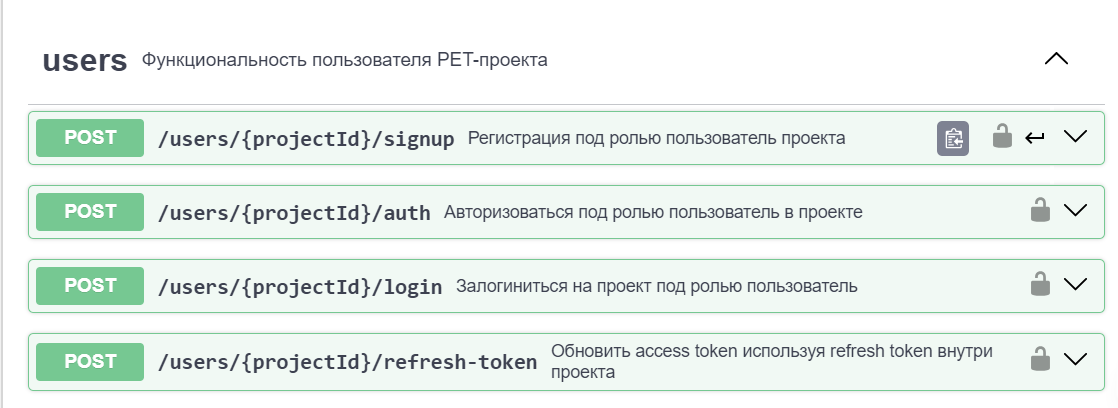 users Функциональность пользователя PET-проекта
POST /users/{projectId}/signup Регистрация под ролью пользователь проекта
POST /users/{projectId}/auth Авторизоваться под ролью пользователь в проекте
POST /users/{projectId}/login Залогиниться на проект под ролью пользователь
POST /users/{projectId}/refresh-token Обновить access token используя refresh token внутри
проекта